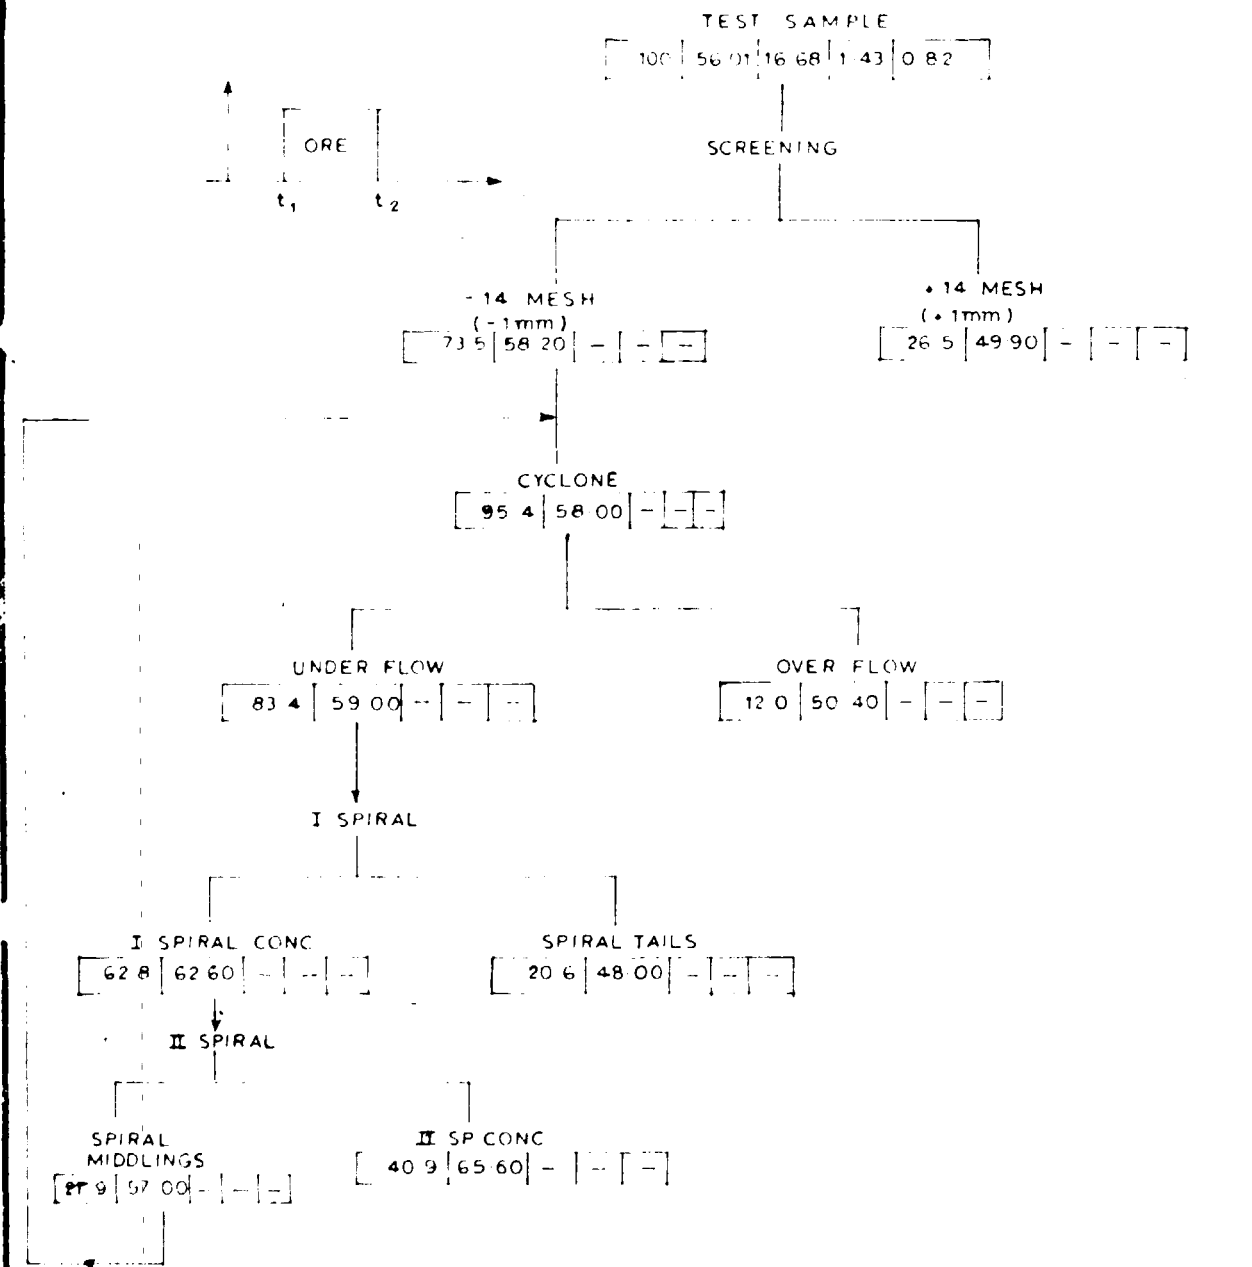 TEST SAMPLE
100 56.01 16.68 1.43 0.82
ORE
t1 t2
SCREENING
-14 MESH
(-1mm)
73.5 58.20 - - -
+14 MESH
(+1mm)
26.5 49.90 - - -
CYCLONE
95.4 58.00 - - -
UNDER FLOW
83.4 59.00 - - -
OVER FLOW
12.0 50.40 - - -
I SPIRAL
I SPIRAL CONC
62.8 62.60 - - -
SPIRAL TAILS
20.6 48.00 - - -
II SPIRAL
SPIRAL
MIDDLINGS
57.00 - - -
II SP CONC
40.9 65.60 - - -